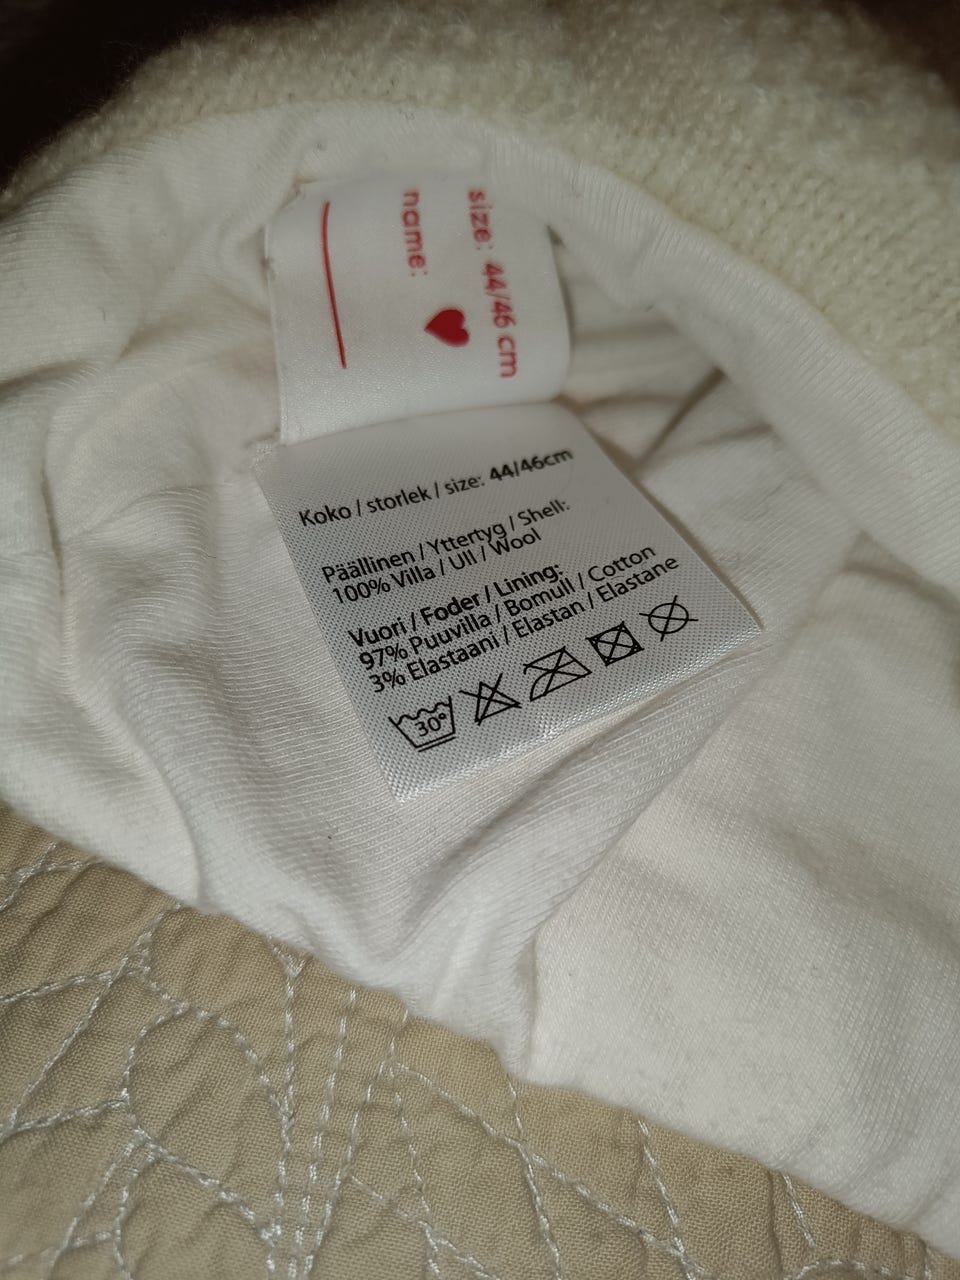 size: 44/46 cm
name:
Koko / storlek / size: 44/46cm
Päällinen / Yttertyg / Shell:
100% Villa / Ull / Wool
Vuori / Foder / Lining:
97% Puuvilla / Bomull / Cotton
3% Elastaani / Elastan / Elastane
30°